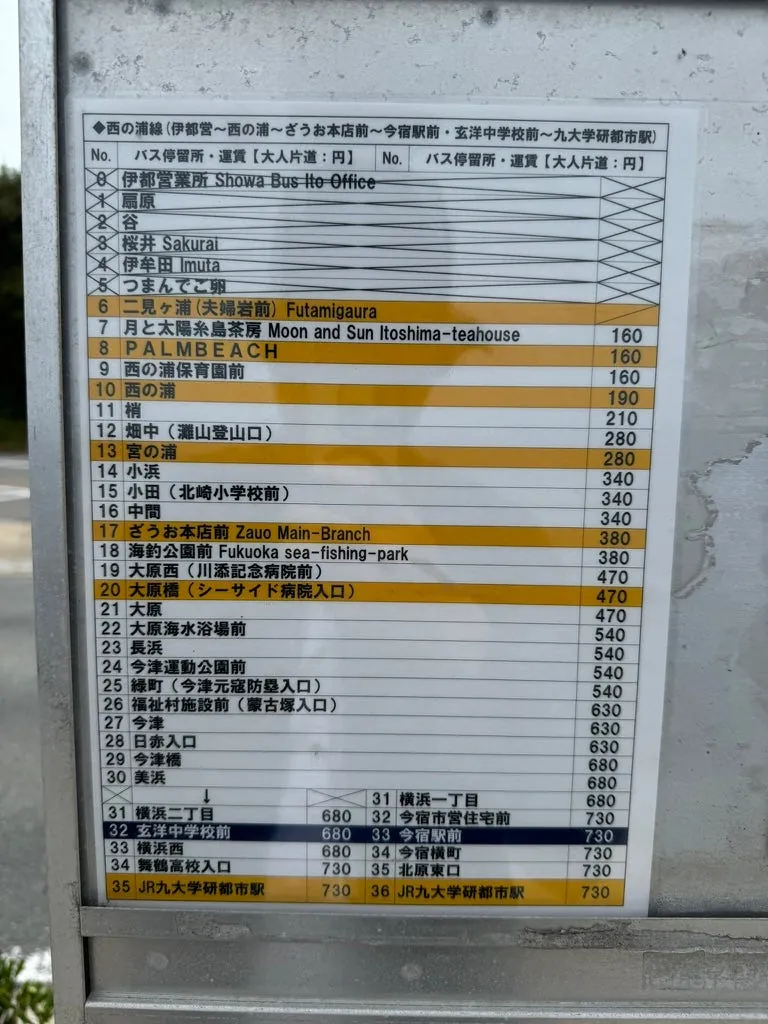 ◆西の浦線(伊都営～西の浦～ざうお本店前～今宿駅前・玄洋中学校前～九大学研都市駅)
No. バス停留所・運賃【大人片道：円】 No. バス停留所・運賃【大人片道：円】
0 伊都営業所 Showa Bus Ito Office
1 扇原
2 谷
3 桜井 Sakurai
4 伊牟田 Imuta
5 つまんでご卵
6 二見ヶ浦(夫婦岩前) Futamigaura
7 月と太陽糸島茶房 Moon and Sun Itoshima-teahouse 160
8 PALMBEACH 160
9 西の浦保育園前 160
10 西の浦 190
11 梢 210
12 畑中（灘山登山口） 280
13 宮の浦 280
14 小浜 340
15 小田（北崎小学校前） 340
16 中間 340
17 ざうお本店前 Zauo Main-Branch 380
18 海釣公園前 Fukuoka sea-fishing-park 380
19 大原西（川添記念病院前） 470
20 大原橋（シーサイド病院入口） 470
21 大原 470
22 大原海水浴場前 540
23 長浜 540
24 今津運動公園前 540
25 緑町（今津元寇防塁入口） 540
26 福祉村施設前（蒙古塚入口） 630
27 今津 630
28 日赤入口 630
29 今津橋 680
30 美浜 680
↓ 31 横浜一丁目 680
31 横浜二丁目 680 32 今宿市営住宅前 730
32 玄洋中学校前 680 33 今宿駅前 730
33 横浜西 680 34 今宿横町 730
34 舞鶴高校入口 730 35 北原東口 730
35 JR九大学研都市駅 730 36 JR九大学研都市駅 730